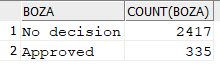 BOZA COUNT(BOZA)
1 No decision 2417
2 Approved 335